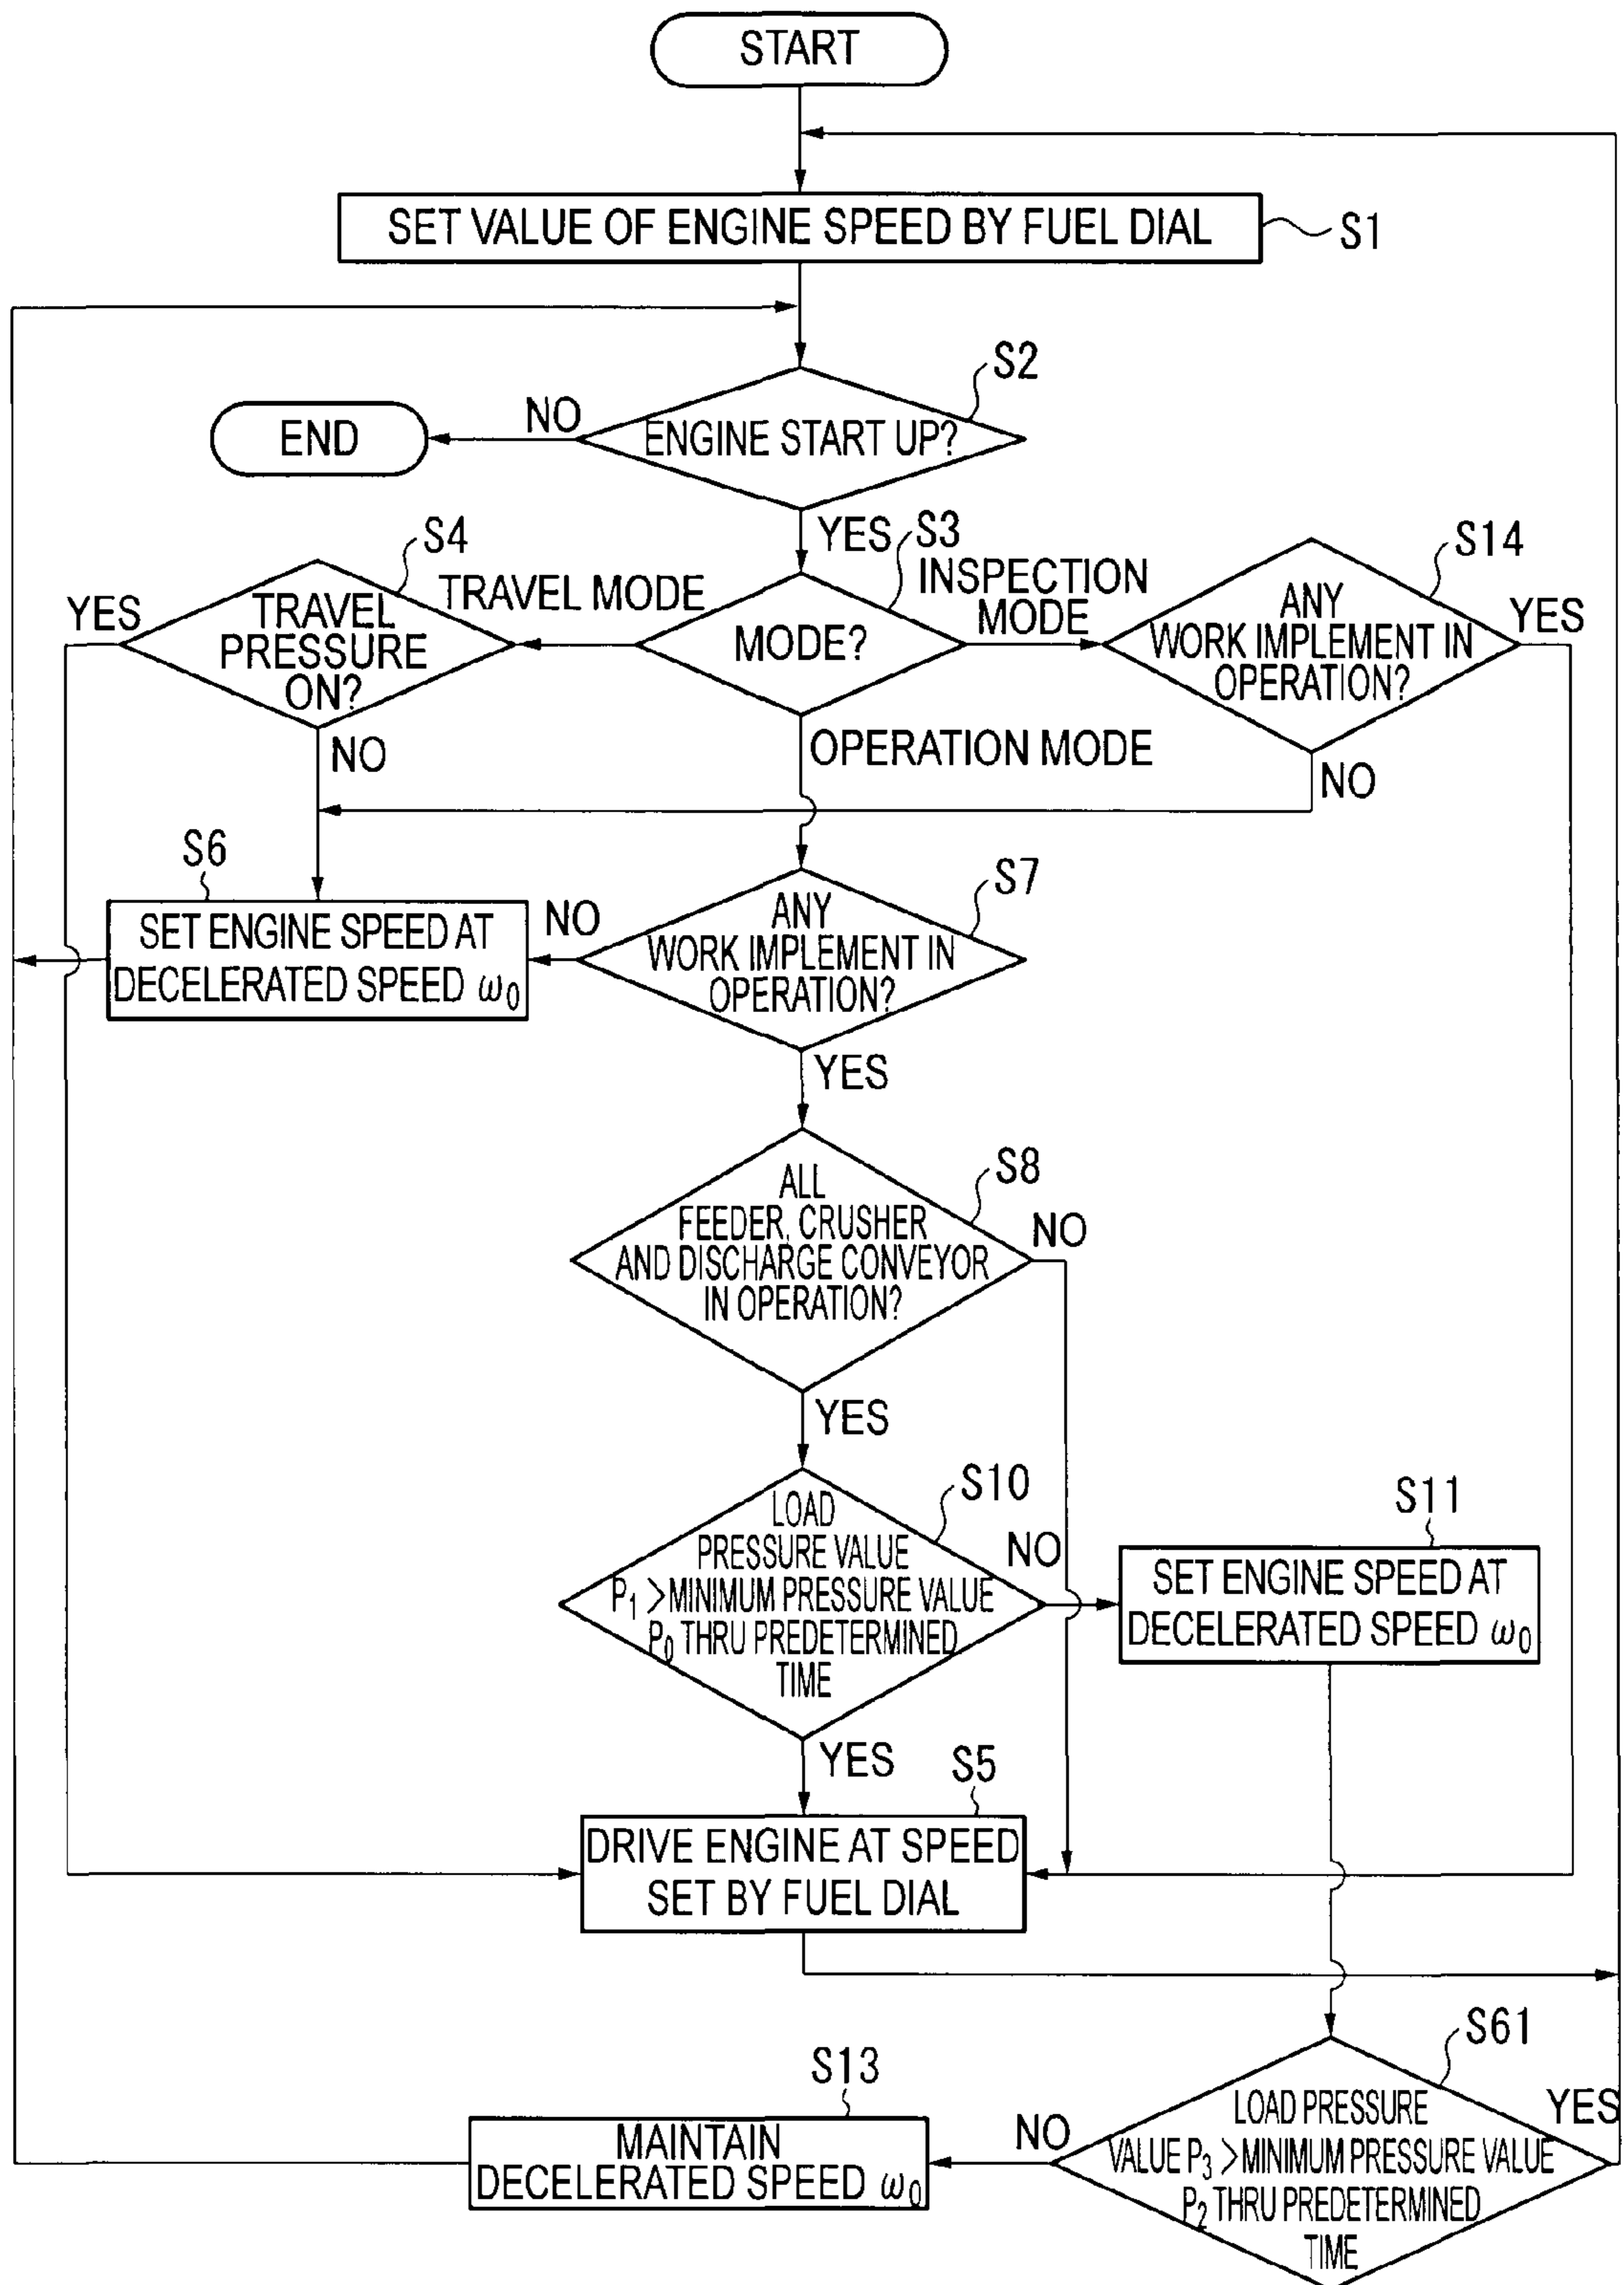 START
SET VALUE OF ENGINE SPEED BY FUEL DIAL
S1
S2
ENGINE START UP?
NO
END
YES
S3
MODE?
TRAVEL MODE
S4
TRAVEL
PRESSURE
ON?
YES
NO
INSPECTION
MODE
S14
ANY
WORK IMPLEMENT IN
OPERATION?
YES
NO
OPERATION MODE
S6
SET ENGINE SPEED AT
DECELERATED SPEED ω0
NO
S7
ANY
WORK IMPLEMENT IN
OPERATION?
YES
S8
ALL
FEEDER, CRUSHER
AND DISCHARGE CONVEYOR
IN OPERATION?
NO
YES
S10
LOAD
PRESSURE VALUE
P1 >MINIMUM PRESSURE VALUE
P0 THRU PREDETERMINED
TIME
NO
S11
SET ENGINE SPEED AT
DECELERATED SPEED ω0
YES
S5
DRIVE ENGINE AT SPEED
SET BY FUEL DIAL
S61
LOAD PRESSURE
VALUE P3 >MINIMUM PRESSURE VALUE
P2 THRU PREDETERMINED
TIME
YES
NO
S13
MAINTAIN
DECELERATED SPEED ω0